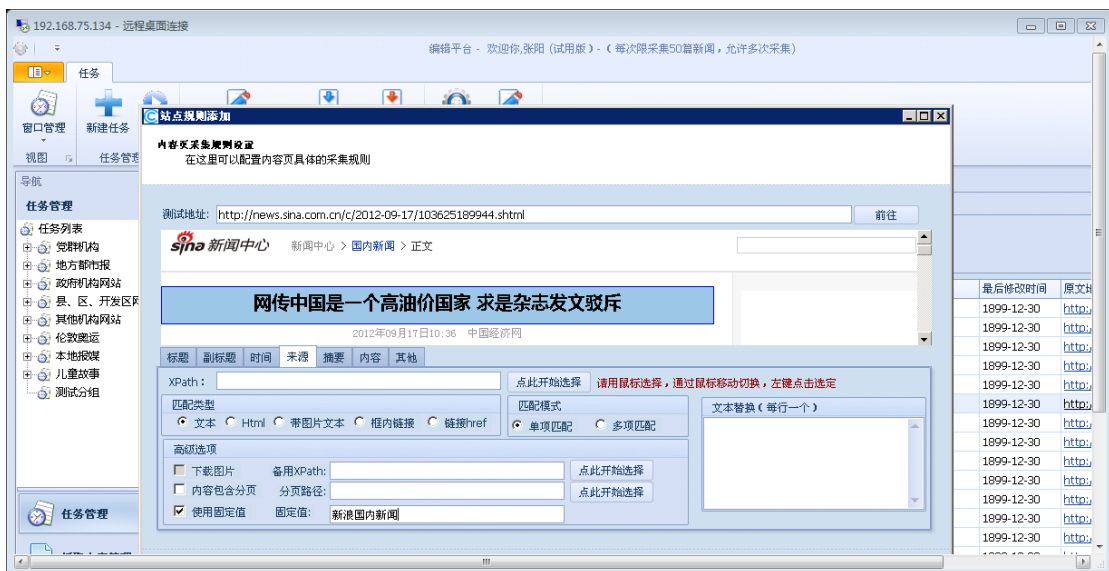 192.168.75.134 - 远程桌面连接
编辑平台 - 欢迎你,张阳 (试用版) - ( 每次限采集50篇新闻，允许多次采集)
任务
窗口管理
新建任务
视图
任务管
站点规则添加
内容页采集规则设置
在这里可以配置内容页具体的采集规则
导航
任务管理
任务列表
党群机构
地方都市报
政府机构网站
县、区、开发区网
其他机构网站
伦敦奥运
本地报媒
儿童故事
测试分组
任务管理
测试地址: http://news.sina.com.cn/c/2012-09-17/103625189944.shtml 前往
sina 新闻中心 新闻中心 > 国内新闻 > 正文
网传中国是一个高油价国家 求是杂志发文驳斥
2012年09月17日10:36 中国经济网
标题 副标题 时间 来源 摘要 内容 其他
XPath： 点此开始选择 请用鼠标选择，通过鼠标移动切换，左键点击选定
匹配类型
文本 Html 带图片文本 框内链接 链接href
匹配模式
单项匹配 多项匹配
文本替换 ( 每行一个 )
高级选项
下载图片 备用XPath: 点此开始选择
内容包含分页 分页路径: 点此开始选择
使用固定值 固定值: 新浪国内新闻
最后修改时间 原文
1899-12-30 http:/
1899-12-30 http:/
1899-12-30 http:/
1899-12-30 http:/
1899-12-30 http:/
1899-12-30 http:/
1899-12-30 http:/
1899-12-30 http:/
1899-12-30 http:/
1899-12-30 http:/
1899-12-30 http:/
1899-12-30 http:/
1899-12-30 http:/